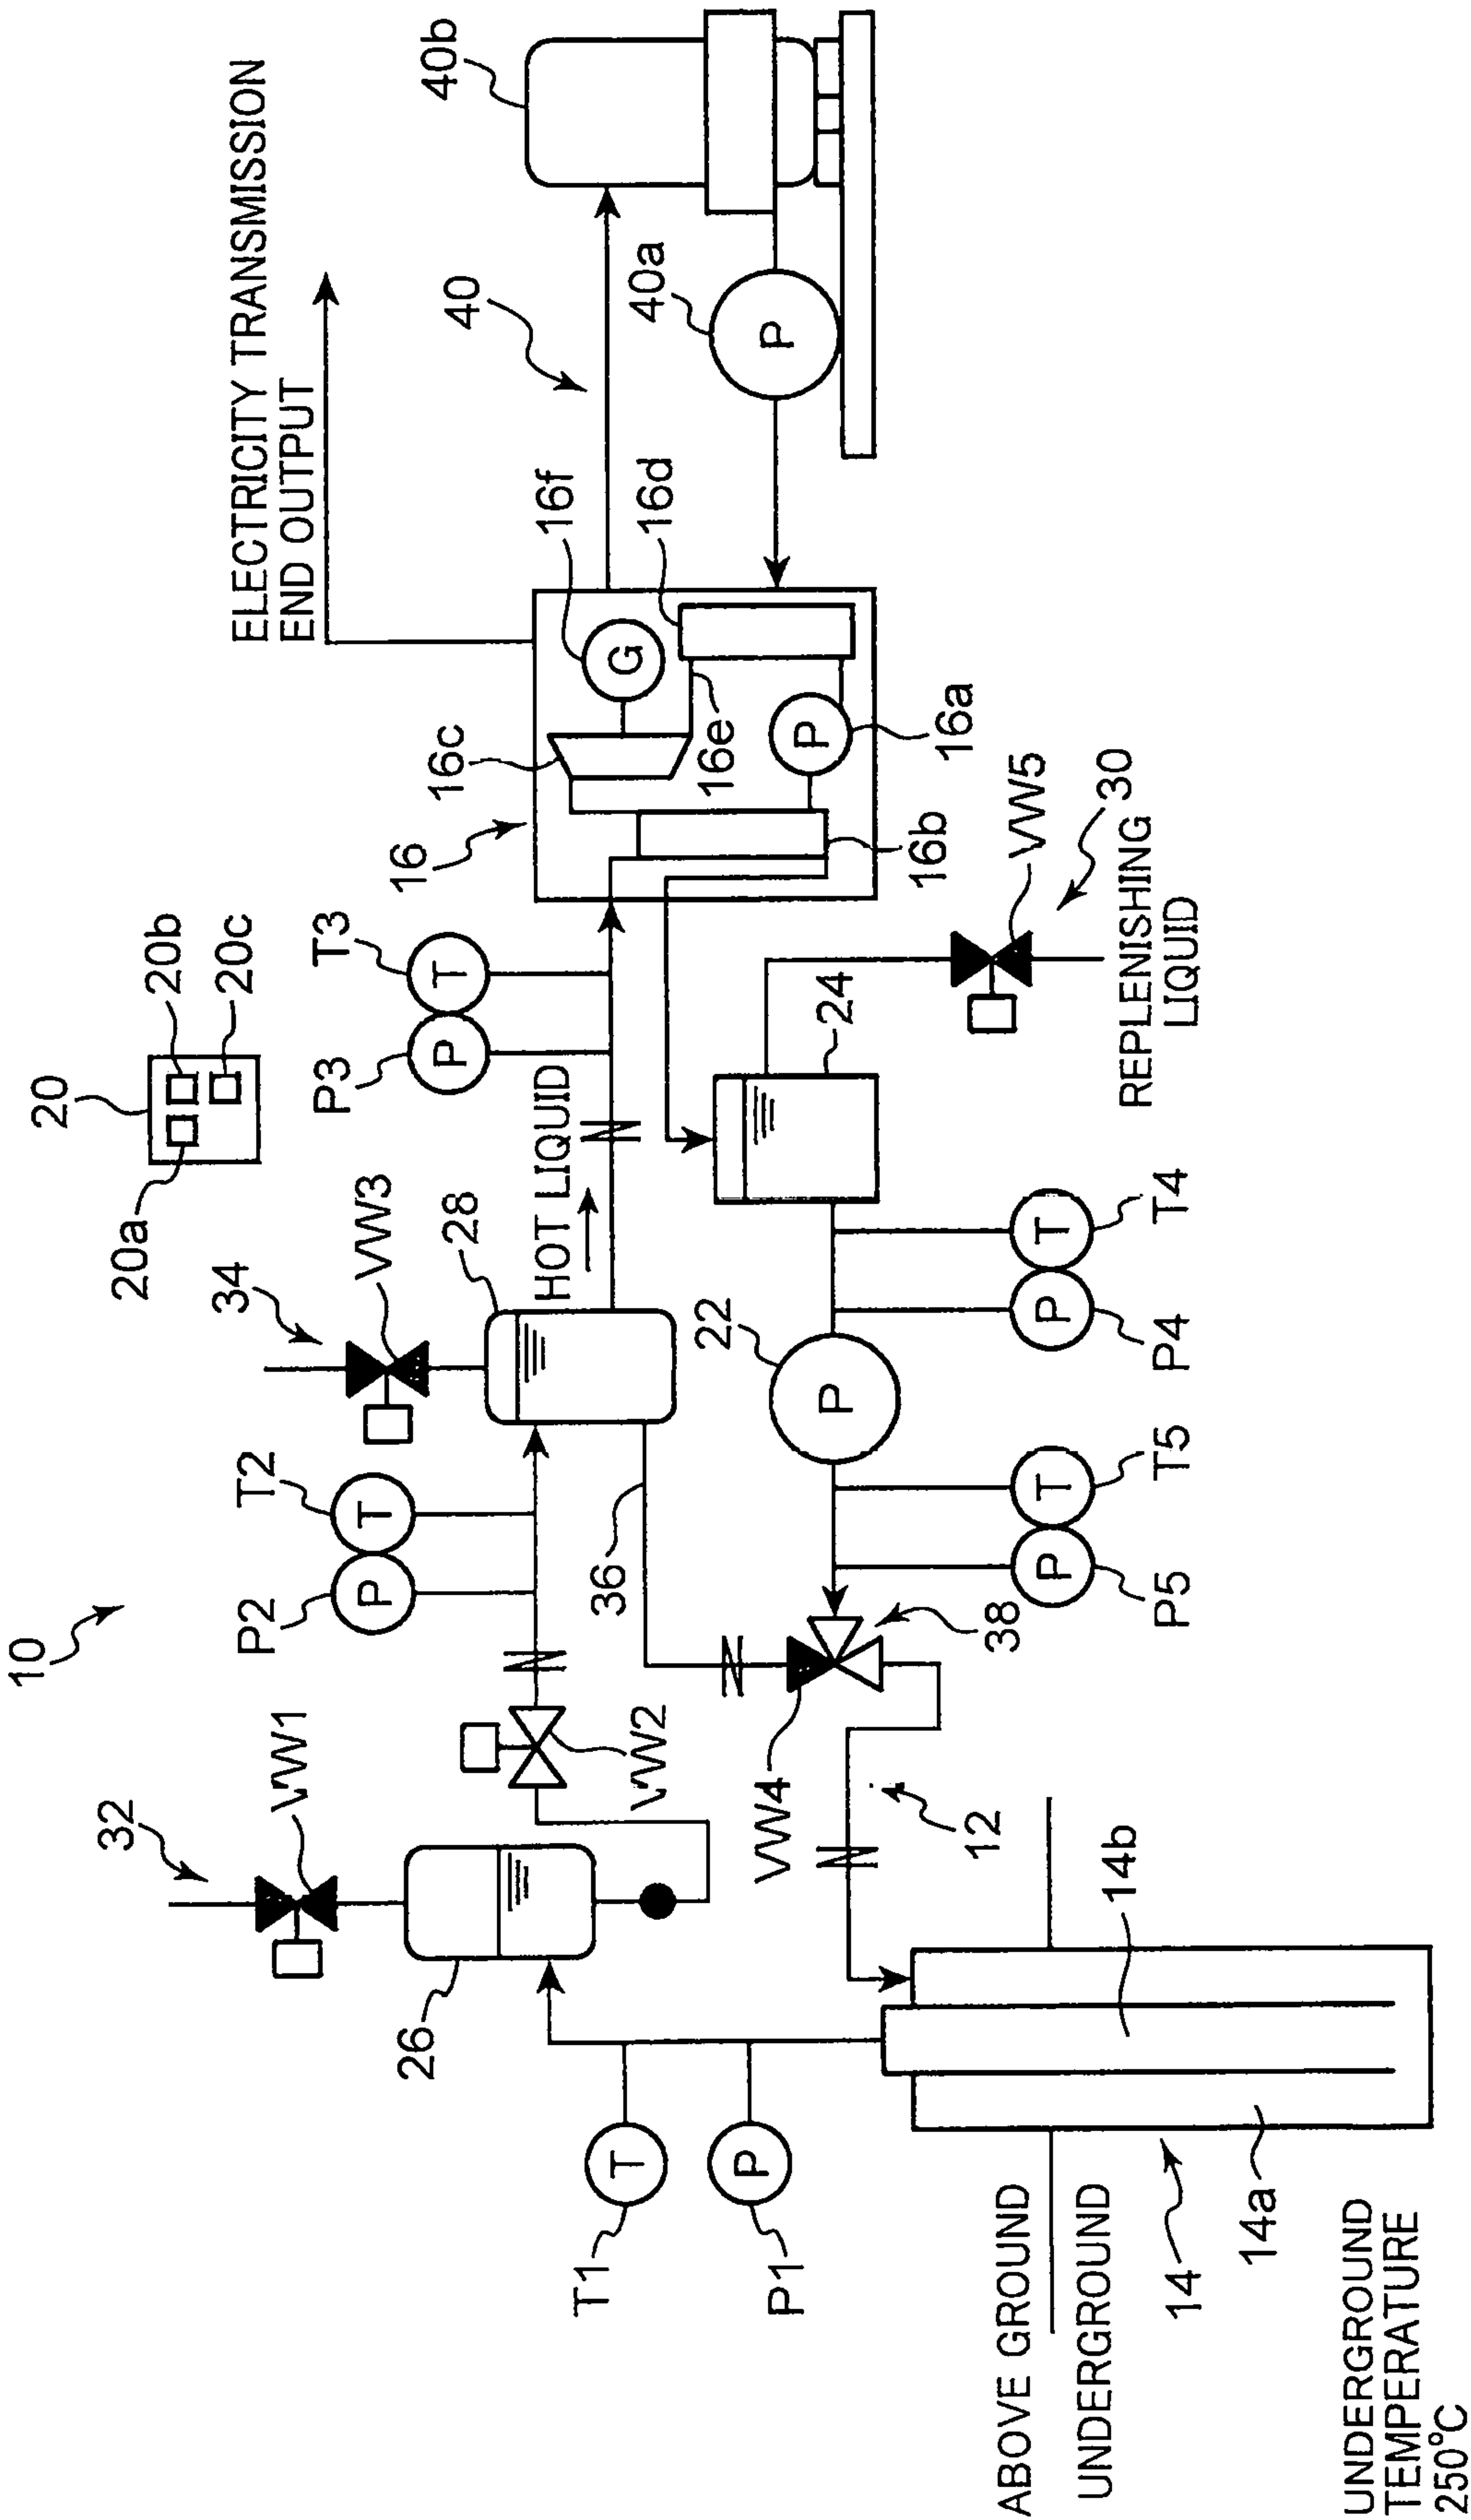 10
32
VW1
P2
T2
34
VW3
20a
20
20b
20c
P3
T3
ELECTRICITY TRANSMISSION
END OUTPUT
P
T
26
VW2
36
28
HOT LIQUID
P
T
16
16c
G
16f
16d
40
40a
40b
P
16e
P
16a
16b
T1
T
P1
P
VW4
12
38
22
P
24
VW5
30
REPLENISHING
LIQUID
P
T
P5
T5
P
T
P4
T4
ABOVE GROUND
UNDERGROUND
14
14a
14b
UNDERGROUND
TEMPERATURE
250°C